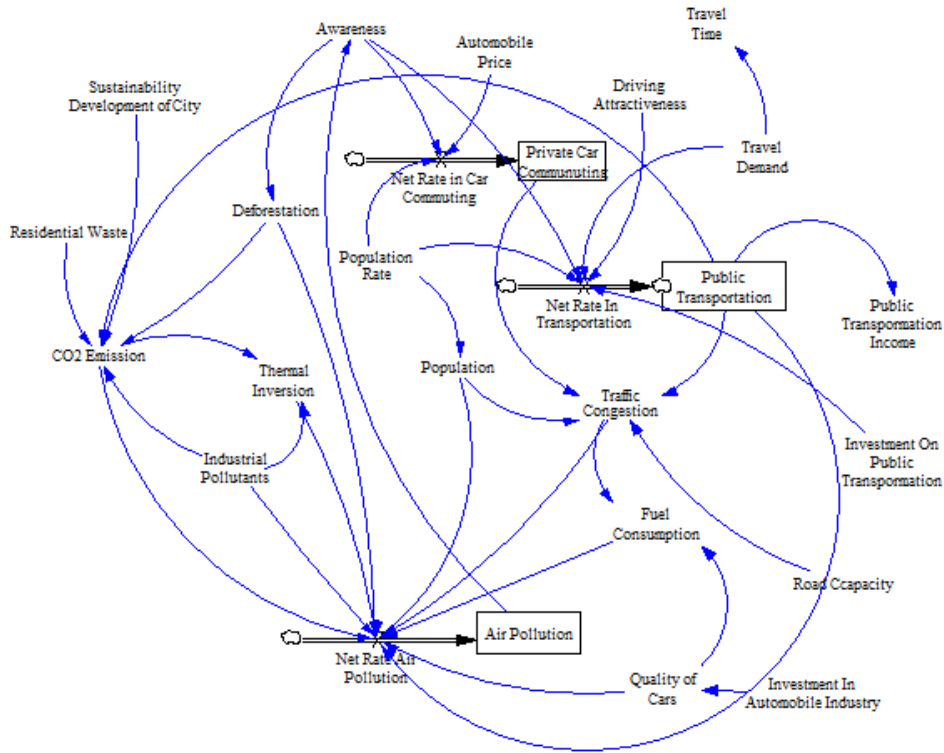 Awareness
Automobile
Price
Travel
Time
Sustainability
Development of City
Driving
Attractiveness
Travel
Demand
Private Car
Communuting
Net Rate in Car
Commuting
Deforestation
Residential Waste
Population
Rate
Public
Transportation
Net Rate In
Transportation
Public
Transpormation
Income
CO2 Emission
Thermal
Inversion
Population
Traffic
Congestion
Investment On
Public
Transpormation
Industrial
Pollutants
Fuel
Consumption
Road Ccapacity
Air Pollution
Net Rate Air
Pollution
Quality of
Cars
Investment In
Automobile Industry